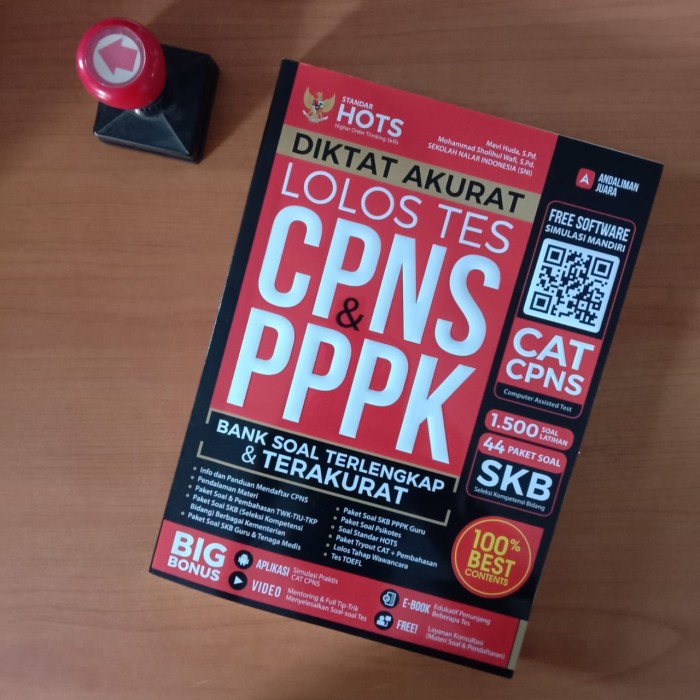 STANDAR
HOTS
Higher Order Thinking Skills
Mavi Huda, S.Pd.
Mohammad Sholihul Wafi, S.Pd.
SEKOLAH NALAR INDONESIA (SNI)
ANDALIMAN
JUARA
DIKTAT AKURAT
LOLOS TES
CPNS
&
PPPK
BANK SOAL TERLENGKAP
& TERAKURAT
FREE SOFTWARE
SIMULASI MANDIRI
CAT
CPNS
Computer Assisted Test
1.500 SOAL
LATIHAN
44 PAKET SOAL
SKB
Seleksi Kompetensi Bidang
• Info dan Panduan Mendaftar CPNS
• Pendalaman Materi
• Paket Soal & Pembahasan TWK-TIU-TKP
• Paket Soal SKB (Seleksi Kompetensi
Bidang) Berbagai Kementerian
• Paket Soal SKB Guru & Tenaga Medis
• Paket Soal SKB PPPK Guru
• Paket Soal Psikotes
• Soal Standar HOTS
• Paket Tryout CAT + Pembahasan
• Lolos Tahap Wawancara
• Tes TOEFL
100%
BEST
CONTENTS
BIG
BONUS
APLIKASI
Simulasi Praktis
CAT CPNS
VIDEO
Mentoring & Full Tip-Trik
Menyelesaikan Soal-soal Tes
E-BOOK
Edukatif Penunjang
Beberapa Tes
FREE!
Layanan Konsultasi
(Materi Soal & Pendaftaran)